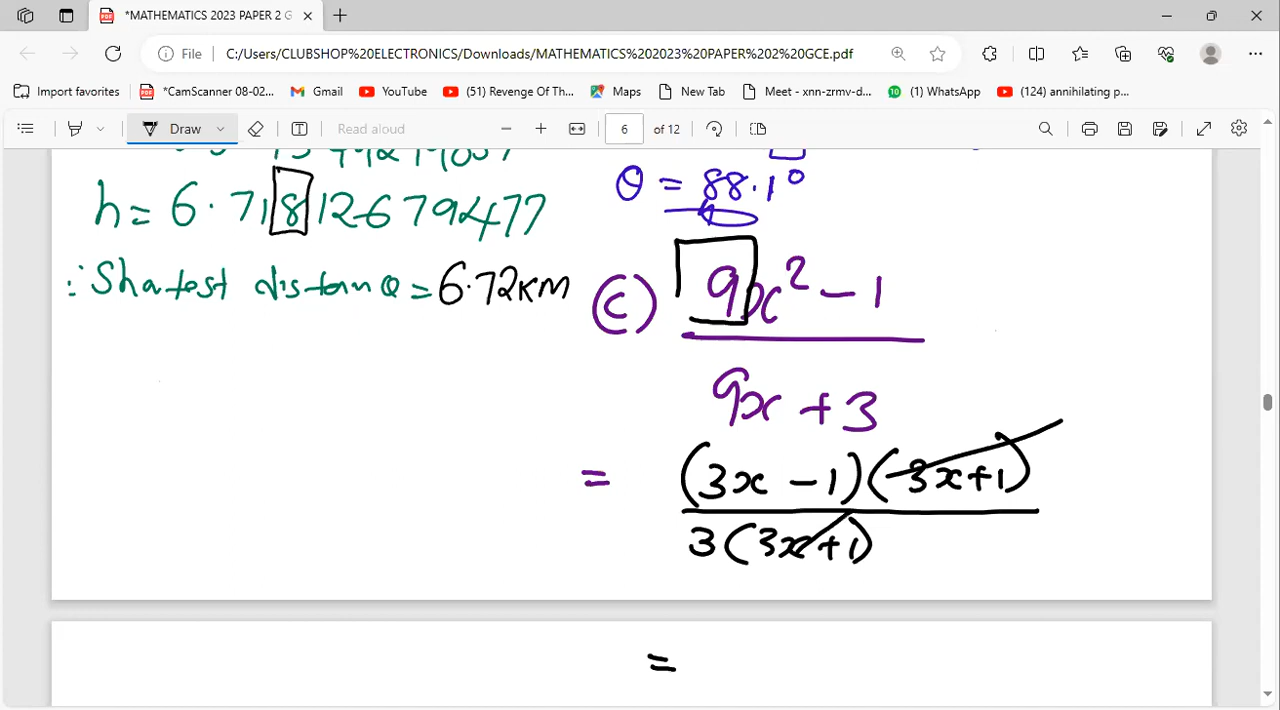 *MATHEMATICS 2023 PAPER 2 G
File C:/Users/CLUBSHOP%20ELECTRONICS/Downloads/MATHEMATICS%202023%20PAPER%202%20GCE.pdf
Import favorites *CamScanner 08-02... Gmail YouTube (51) Revenge Of Th... Maps New Tab Meet - xnn-zrmv-d... (1) WhatsApp (124) annihilating p...
Draw Read aloud 6 of 12
h= 6.71812679477
θ = 88.1°
∴ Shortest distance = 6.72KM
(c) 9x² - 1
9x + 3
= (3x - 1)(3x+1)
3(3x+1)
=